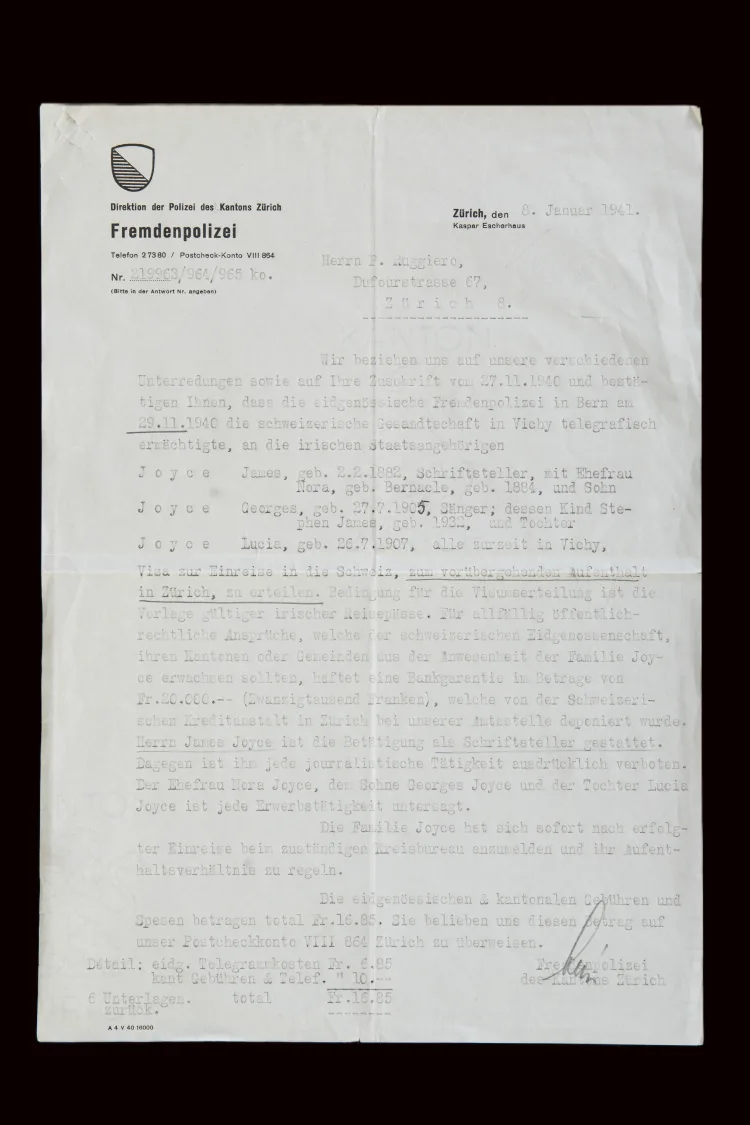 Direktion der Polizei des Kantons Zürich
Fremdenpolizei
Telefon 27380 / Postcheck-Konto VIII 864
Nr. 219963/964/965 ko.
(Bitte in der Antwort Nr. angeben)
Zürich, den 8. Januar 1941.
Kaspar Escherhaus
Herrn P. Ruggiero,
Dufourstrasse 67,
Zürich 8.
Wir beziehen uns auf unsere verschiedenen
Unterredungen sowie auf Ihre Zuschrift vom 27.11.1940 und bestä-
tigen Ihnen, dass die eidgenössische Fremdenpolizei in Bern am
29.11.1940 die schweizerische Gesandtschaft in Vichy telegrafisch
ermächtigte, an die irischen Staatsangehörigen
Joyce James, geb. 2.2.1882, Schriftsteller, mit Ehefrau
Nora, geb. Bernacle, geb. 1884, und Sohn
Joyce Georges, geb. 27.7.1905, Sänger; dessen Kind Ste-
phen James, geb. 1932, und Tochter
Joyce Lucia, geb. 26.7.1907, alle zurzeit in Vichy,
Visa zur Einreise in die Schweiz, zum vorübergehenden Aufenthalt
in Zürich, zu erteilen. Bedingung für die Visumserteilung ist die
Vorlage gültiger irischer Reisepässe. Für allfällig öffentlich-
rechtliche Ansprüche, welche der schweizerischen Eidgenossenschaft,
ihren Kantonen oder Gemeinden aus der Anwesenheit der Familie Joy-
ce erwachsen sollten, haftet eine Bankgarantie im Betrage von
Fr.20.000.-- (Zwanzigtausend Franken), welche von der Schweizeri-
schen Kreditanstalt in Zürich bei unserer Amtsstelle deponiert wurde.
Herrn James Joyce ist die Betätigung als Schriftsteller gestattet.
Dagegen ist ihm jede journalistische Tätigkeit ausdrücklich verboten.
Der Ehefrau Nora Joyce, dem Sohne Georges Joyce und der Tochter Lucia
Joyce ist jede Erwerbstätigkeit untersagt.
Die Familie Joyce hat sich sofort nach erfolg-
ter Einreise beim zuständigen Kreisbureau anzumelden und ihr Aufent-
haltsverhältnis zu regeln.
Die eidgenössischen & kantonalen Gebühren und
Spesen betragen total Fr.16.85. Sie belieben uns diesen Betrag auf
unser Postcheckkonto VIII 864 Zürich zu überweisen.
Détail: eidg. Telegrammkosten Fr. 6.85
kant Gebühren & Telef. " 10.--
6 Unterlagen. total Fr.16.85
zurück.
Fremdenpolizei
des Kantons Zürich
A 4 V 40 16000